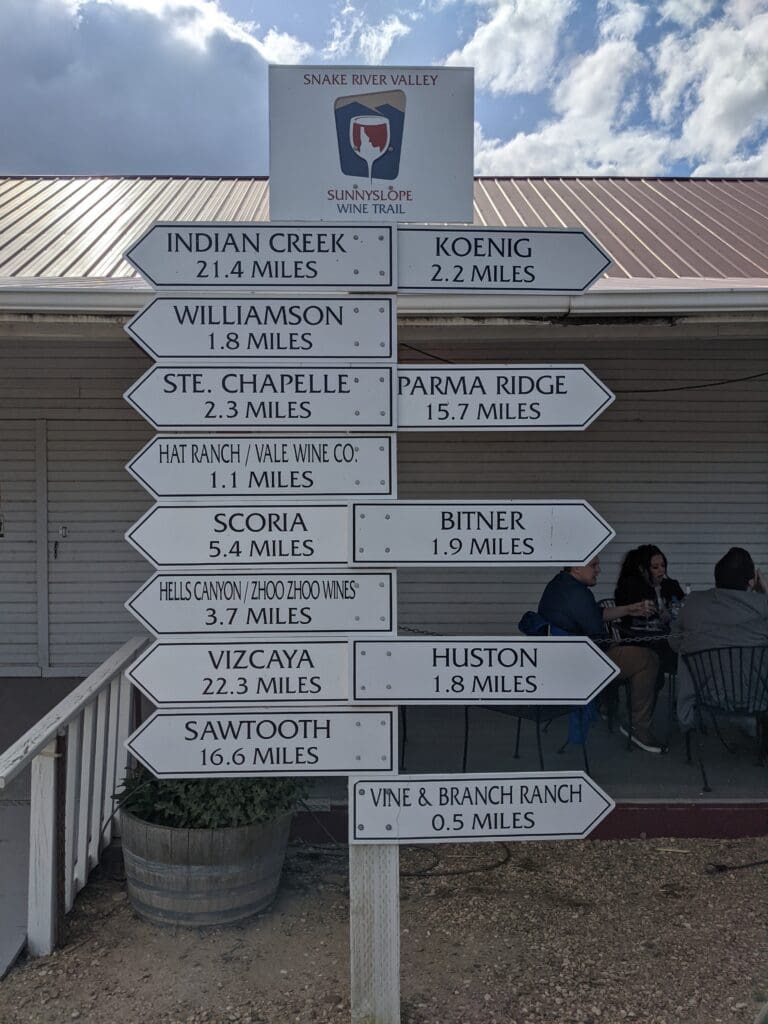 SNAKE RIVER VALLEY
SUNNYSLOPE
WINE TRAIL
INDIAN CREEK
21.4 MILES
KOENIG
2.2 MILES
WILLIAMSON
1.8 MILES
STE. CHAPELLE
2.3 MILES
PARMA RIDGE
15.7 MILES
HAT RANCH / VALE WINE CO.
1.1 MILES
SCORIA
5.4 MILES
BITNER
1.9 MILES
HELLS CANYON / ZHOO ZHOO WINES
3.7 MILES
VIZCAYA
22.3 MILES
HUSTON
1.8 MILES
SAWTOOTH
16.6 MILES
VINE & BRANCH RANCH
0.5 MILES